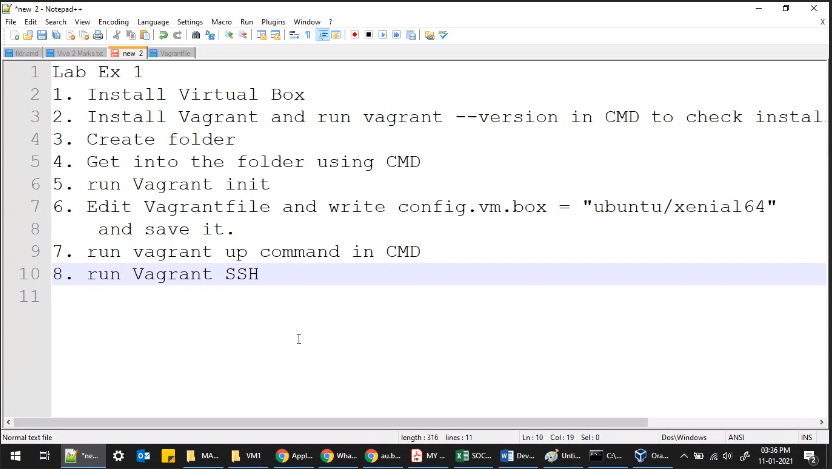 *new 2 - Notepad++
File Edit Search View Encoding Language Settings Macro Run Plugins Window ? X
Viva 2 Marks.txt new 2 Vagrantfile
1 Lab Ex 1
2 1. Install Virtual Box
3 2. Install Vagrant and run vagrant --version in CMD to check instal
4 3. Create folder
5 4. Get into the folder using CMD
6 5. run Vagrant init
7 6. Edit Vagrantfile and write config.vm.box = "ubuntu/xenial64"
8 and save it.
9 7. run vagrant up command in CMD
10 8. run Vagrant SSH
11
Normal text file length : 316 lines : 11 Ln : 10 Col : 19 Sel : 0 Dos\Windows ANSI INS
*ne... MA... VM1 Appl... Wha... au.b... MY ... SOC... Dev... Unti... C:\... Ora... 03:36 PM
11-01-2021 2